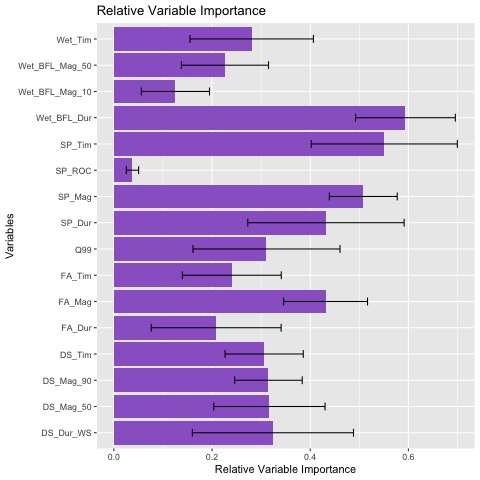 Relative Variable Importance
Variables
Wet_Tim
Wet_BFL_Mag_50
Wet_BFL_Mag_10
Wet_BFL_Dur
SP_Tim
SP_ROC
SP_Mag
SP_Dur
Q99
FA_Tim
FA_Mag
FA_Dur
DS_Tim
DS_Mag_90
DS_Mag_50
DS_Dur_WS
0.0 0.2 0.4 0.6
Relative Variable Importance